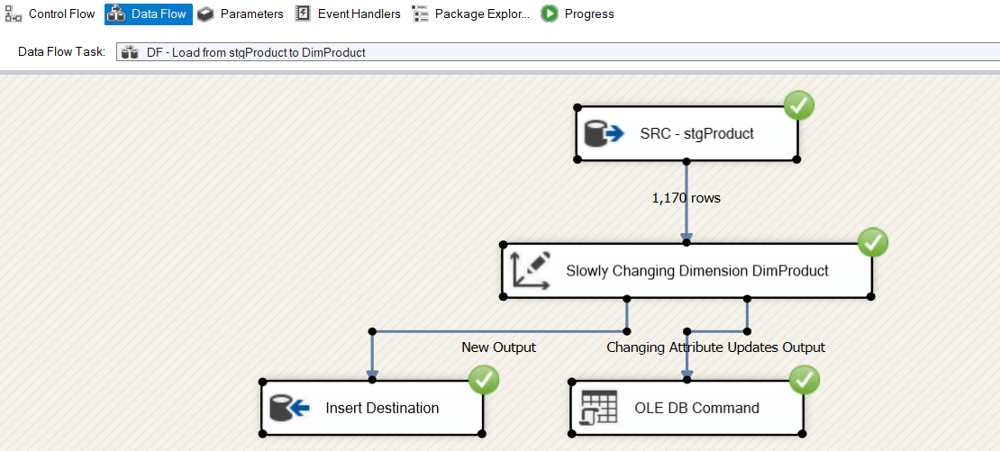 Control Flow Data Flow Parameters Event Handlers Package Explor... Progress
Data Flow Task: DF - Load from stgProduct to DimProduct
SRC - stgProduct
1,170 rows
Slowly Changing Dimension DimProduct
New Output Changing Attribute Updates Output
Insert Destination OLE DB Command